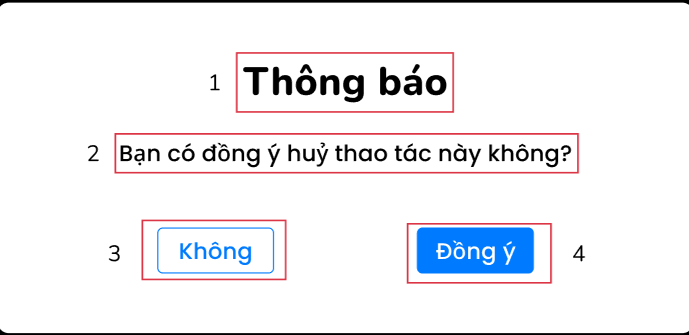 1 Thông báo
2 Bạn có đồng ý huỷ thao tác này không?
3 Không Đồng ý 4